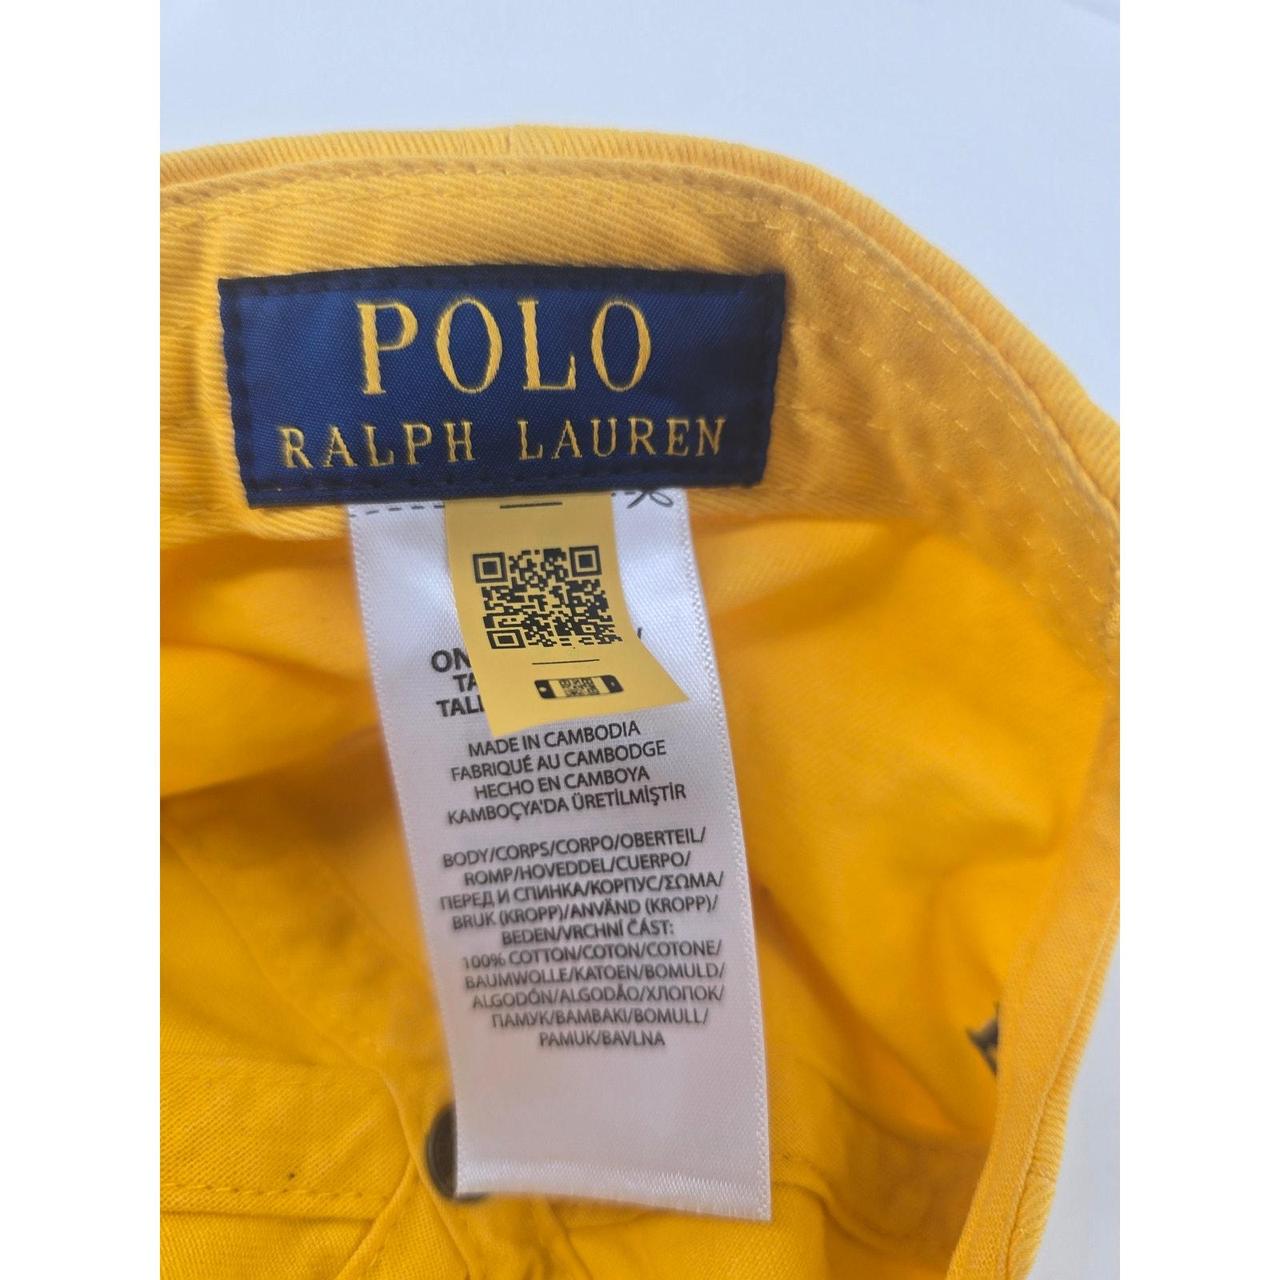 POLO
RALPH LAUREN
MADE IN CAMBODIA
FABRIQUÉ AU CAMBODGE
HECHO EN CAMBOYA
KAMBOÇYA'DA ÜRETİLMİŞTİR
BODY/CORPS/CORPO/OBERTEIL/
ROMP/HOVEDDEL/CUERPO/
ПЕРЕД И СПИНКА/КОРПУС/ΣΩΜΑ/
BRUK (KROPP)/ANVÄND (KROPP)/
BEDEN/VRCHNÍ ČÁST:
100% COTTON/COTON/COTONE/
BAUMWOLLE/KATOEN/BOMULD/
ALGODÓN/ALGODÃO/ХЛОПОК/
ПАМУК/ΒΑΜΒΑΚΙ/BOMULL/
PAMUK/BAVLNA